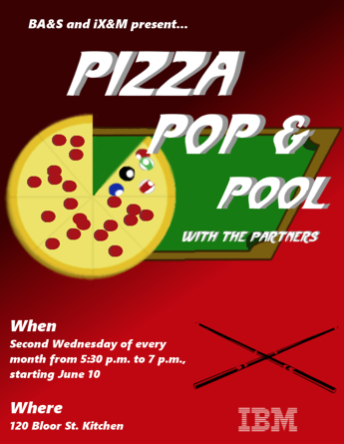 BA&S and iX&M present...
PIZZA
POP &
POOL
WITH THE PARTNERS
When
Second Wednesday of every
month from 5:30 p.m. to 7 p.m.,
starting June 10
Where
120 Bloor St. Kitchen
IBM